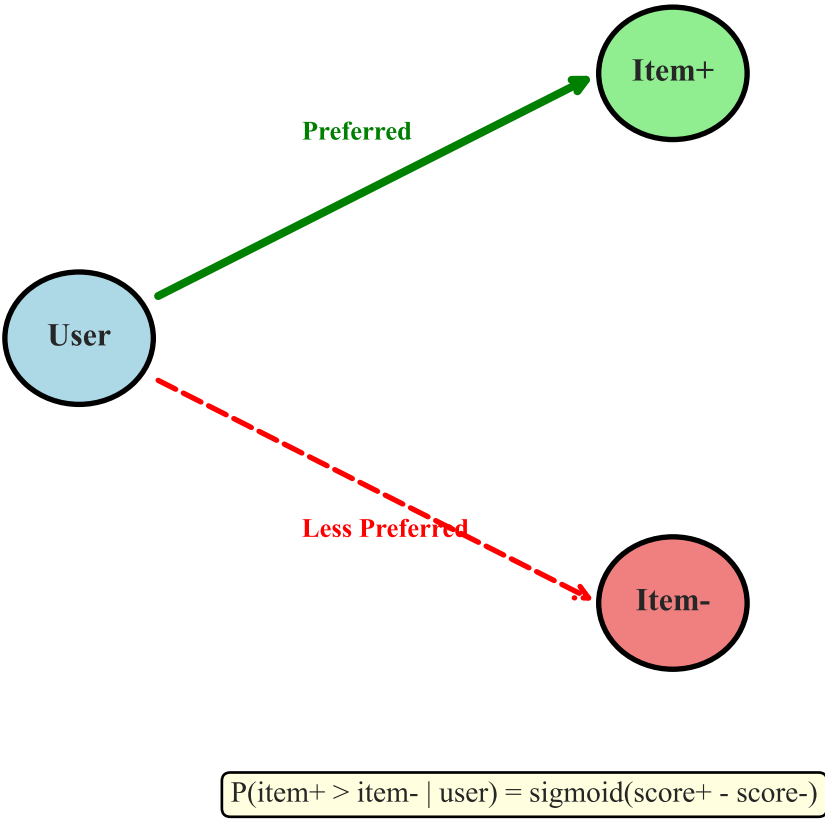 Item+
Preferred
User
Less Preferred
Item-
P(item+ > item- | user) = sigmoid(score+ - score-)